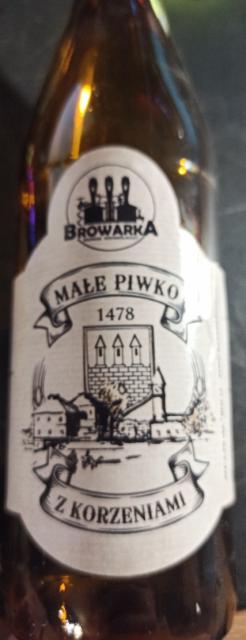 BROWARKA
MAŁE PIWKO
1478
Z KORZENIAMI